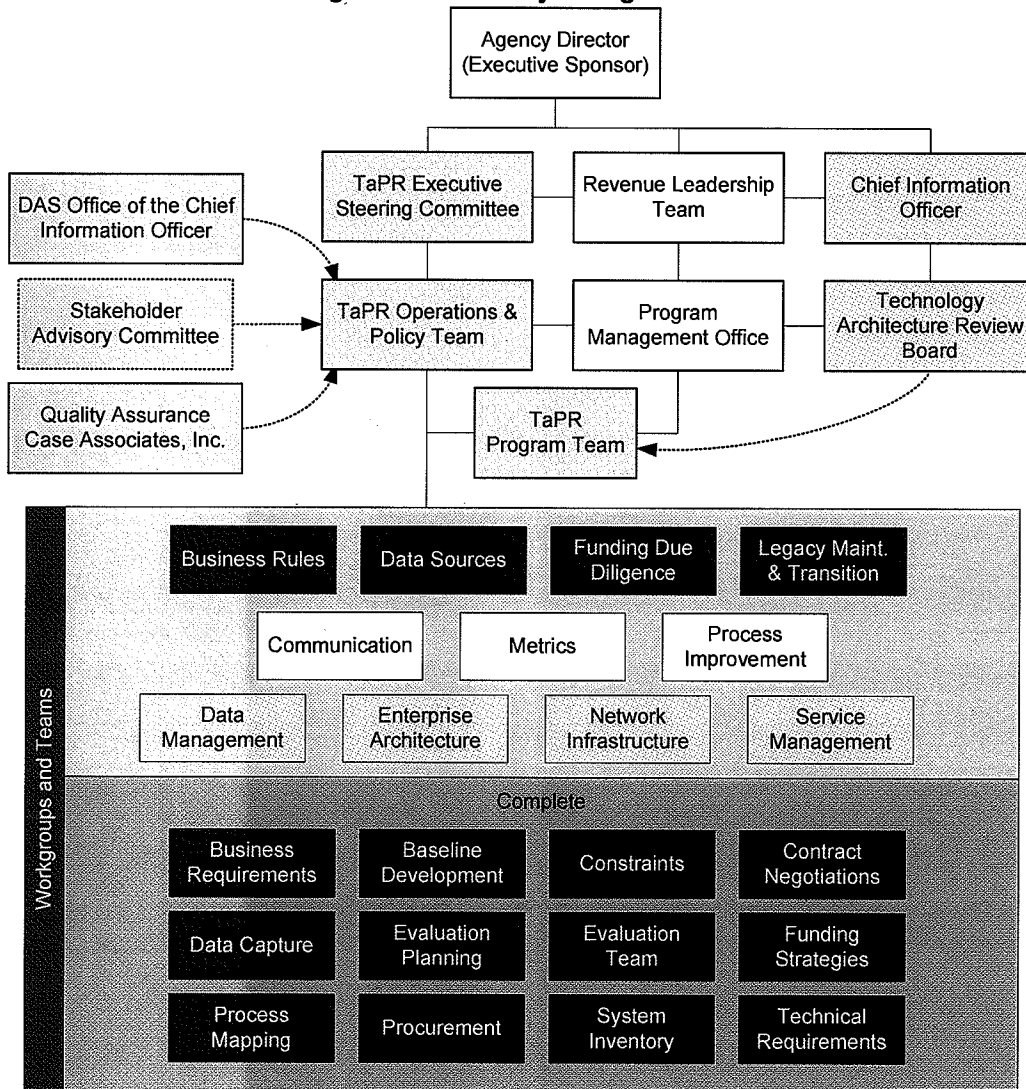 Agency Director
(Executive Sponsor)
TaPR Executive
Steering Committee
Revenue Leadership
Team
Chief Information
Officer
DAS Office of the Chief
Information Officer
Stakeholder
Advisory Committee
Quality Assurance
Case Associates, Inc.
TaPR Operations &
Policy Team
Program
Management Office
Technology
Architecture Review
Board
TaPR
Program Team
Workgroups and Teams
Business Rules
Data Sources
Funding Due
Diligence
Legacy Maint.
& Transition
Communication
Metrics
Process
Improvement
Data
Management
Enterprise
Architecture
Network
Infrastructure
Service
Management
Complete
Business
Requirements
Baseline
Development
Constraints
Contract
Negotiations
Data Capture
Evaluation
Planning
Evaluation
Team
Funding
Strategies
Process
Mapping
Procurement
System
Inventory
Technical
Requirements